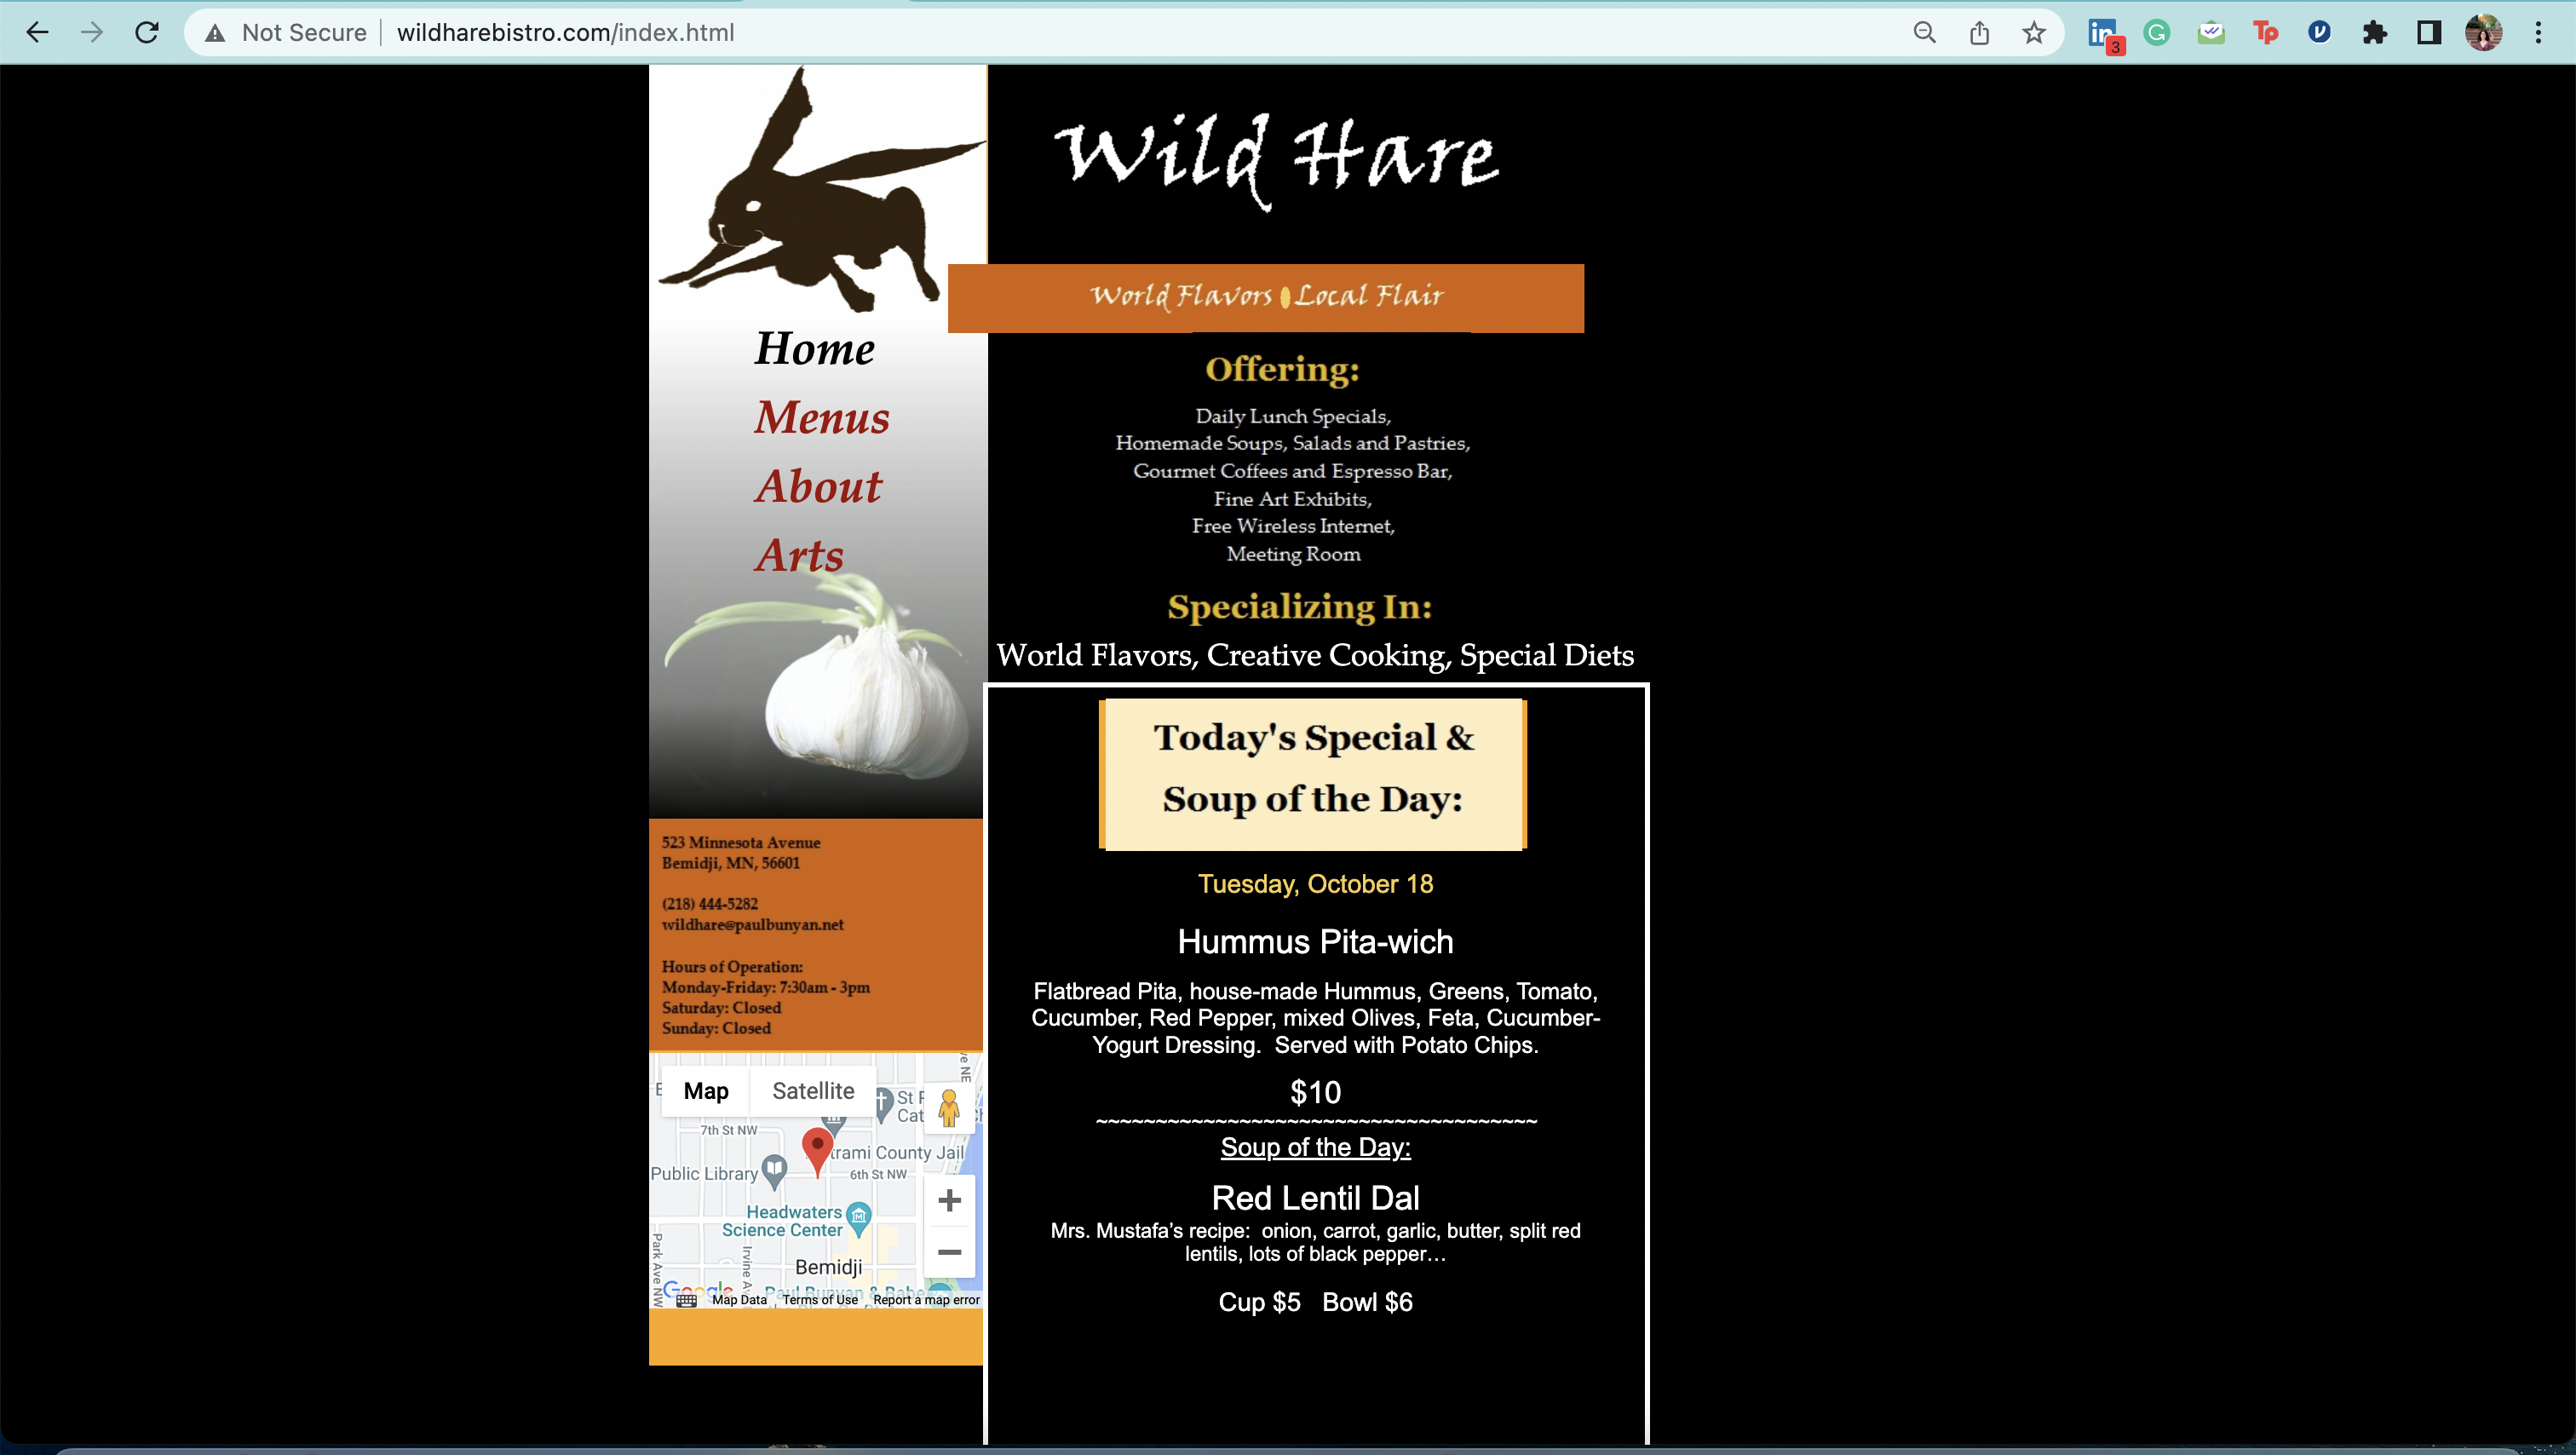 Not Secure
wildharebistro.com/index.html
3
Tp
Wild Hare
World Flavors Local Flair
Home
Menus
About
Arts
Offering:
Daily Lunch Specials,
Homemade Soups, Salads and Pastries,
Gourmet Coffees and Espresso Bar,
Fine Art Exhibits,
Free Wireless Internet,
Meeting Room
Specializing In:
World Flavors, Creative Cooking, Special Diets
523 Minnesota Avenue
Bemidji, MN, 56601
(218) 444-5282
wildhare@paulbunyan.net
Hours of Operation:
Monday-Friday: 7:30am - 3pm
Saturday: Closed
Sunday: Closed
Map
Satellite
St
Cat
7th St NW
County Jail
Public Library
6th St NW
Headwaters
Science Center
Park Ave NW
Bemidji
Google
Paul Bunyan &
Map Data
Terms of Use
Report a map error
Today's Special &
Soup of the Day:
Tuesday, October 18
Hummus Pita-wich
Flatbread Pita, house-made Hummus, Greens, Tomato,
Cucumber, Red Pepper, mixed Olives, Feta, Cucumber-
Yogurt Dressing.  Served with Potato Chips.
$10
~~~~~~~~~~~~~~~~~~~~~~~~~~~~~~~~~~~~
Soup of the Day:
Red Lentil Dal
Mrs. Mustafa’s recipe:  onion, carrot, garlic, butter, split red
lentils, lots of black pepper…
Cup $5   Bowl $6